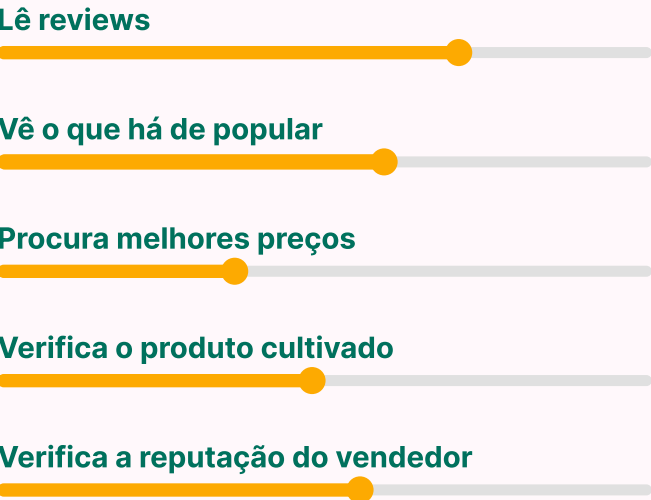 Lê reviews
Vê o que há de popular
Procura melhores preços
Verifica o produto cultivado
Verifica a reputação do vendedor